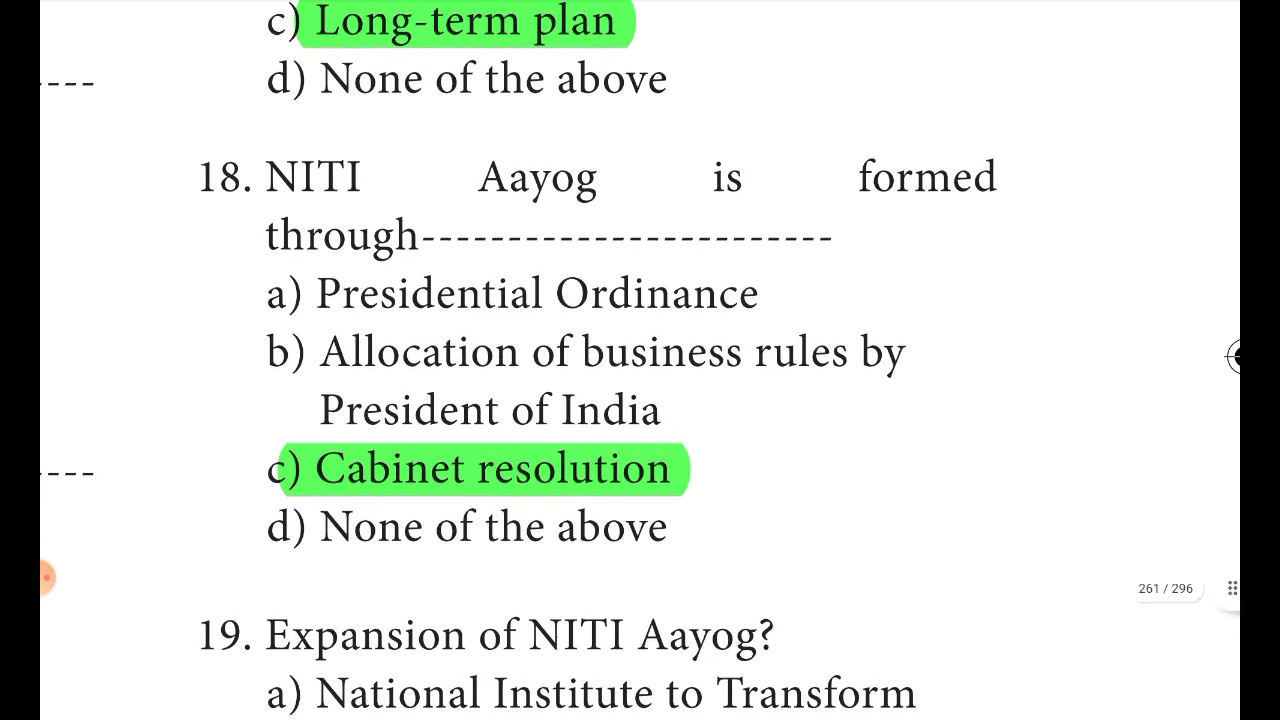 c) Long-term plan
----
d) None of the above
18. NITI Aayog is formed
through------------------------
a) Presidential Ordinance
b) Allocation of business rules by
President of India
----
c) Cabinet resolution
d) None of the above
261 / 296
19. Expansion of NITI Aayog?
a) National Institute to Transform